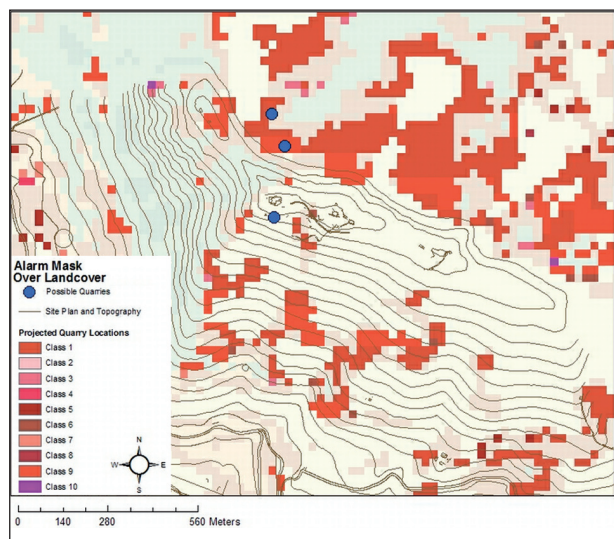 Alarm Mask
Over Landcover
Possible Quarries
Site Plan and Topography
Projected Quarry Locations
Class 1
Class 2
Class 3
Class 4
Class 5
Class 6
Class 7
Class 8
Class 9
Class 10
N
W E
S
0 140 280 560 Meters